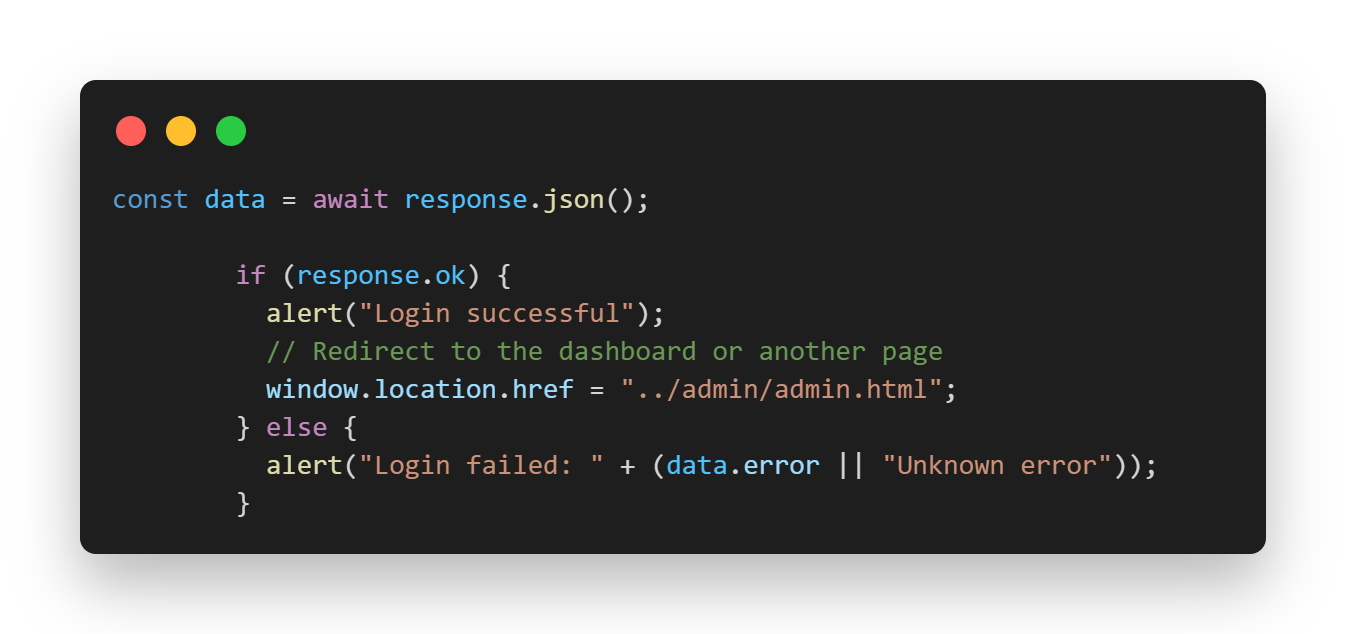 const data = await response.json();

        if (response.ok) {
          alert("Login successful");
          // Redirect to the dashboard or another page
          window.location.href = "../admin/admin.html";
        } else {
          alert("Login failed: " + (data.error || "Unknown error"));
        }